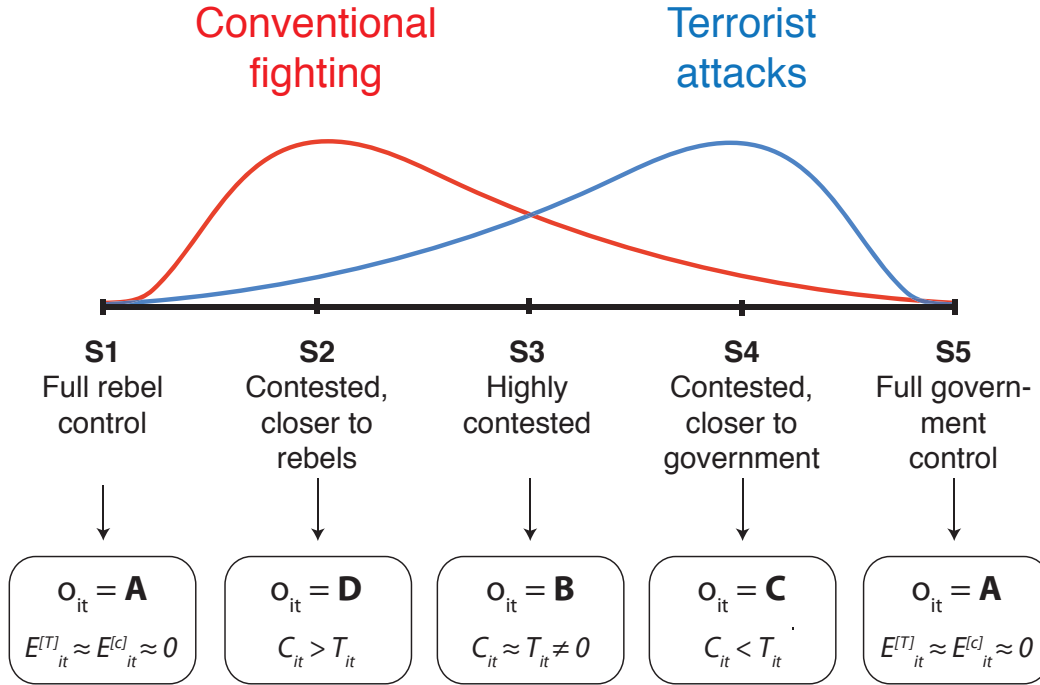 Conventional
fighting
Terrorist
attacks
S1
Full rebel
control
S2
Contested,
closer to
rebels
S3
Highly
contested
S4
Contested,
closer to
government
S5
Full govern-
ment
control
o_it = A
E^[T]_it ≈ E^[c]_it ≈ 0
o_it = D
C_it > T_it
o_it = B
C_it ≈ T_it ≠ 0
o_it = C
C_it < T_it
o_it = A
E^[T]_it ≈ E^[c]_it ≈ 0